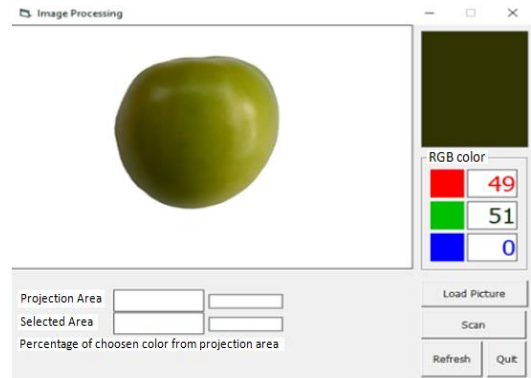 Image Processing
RGB color
49
51
0
Projection Area
Selected Area
Percentage of choosen color from projection area
Load Picture
Scan
Refresh Quit